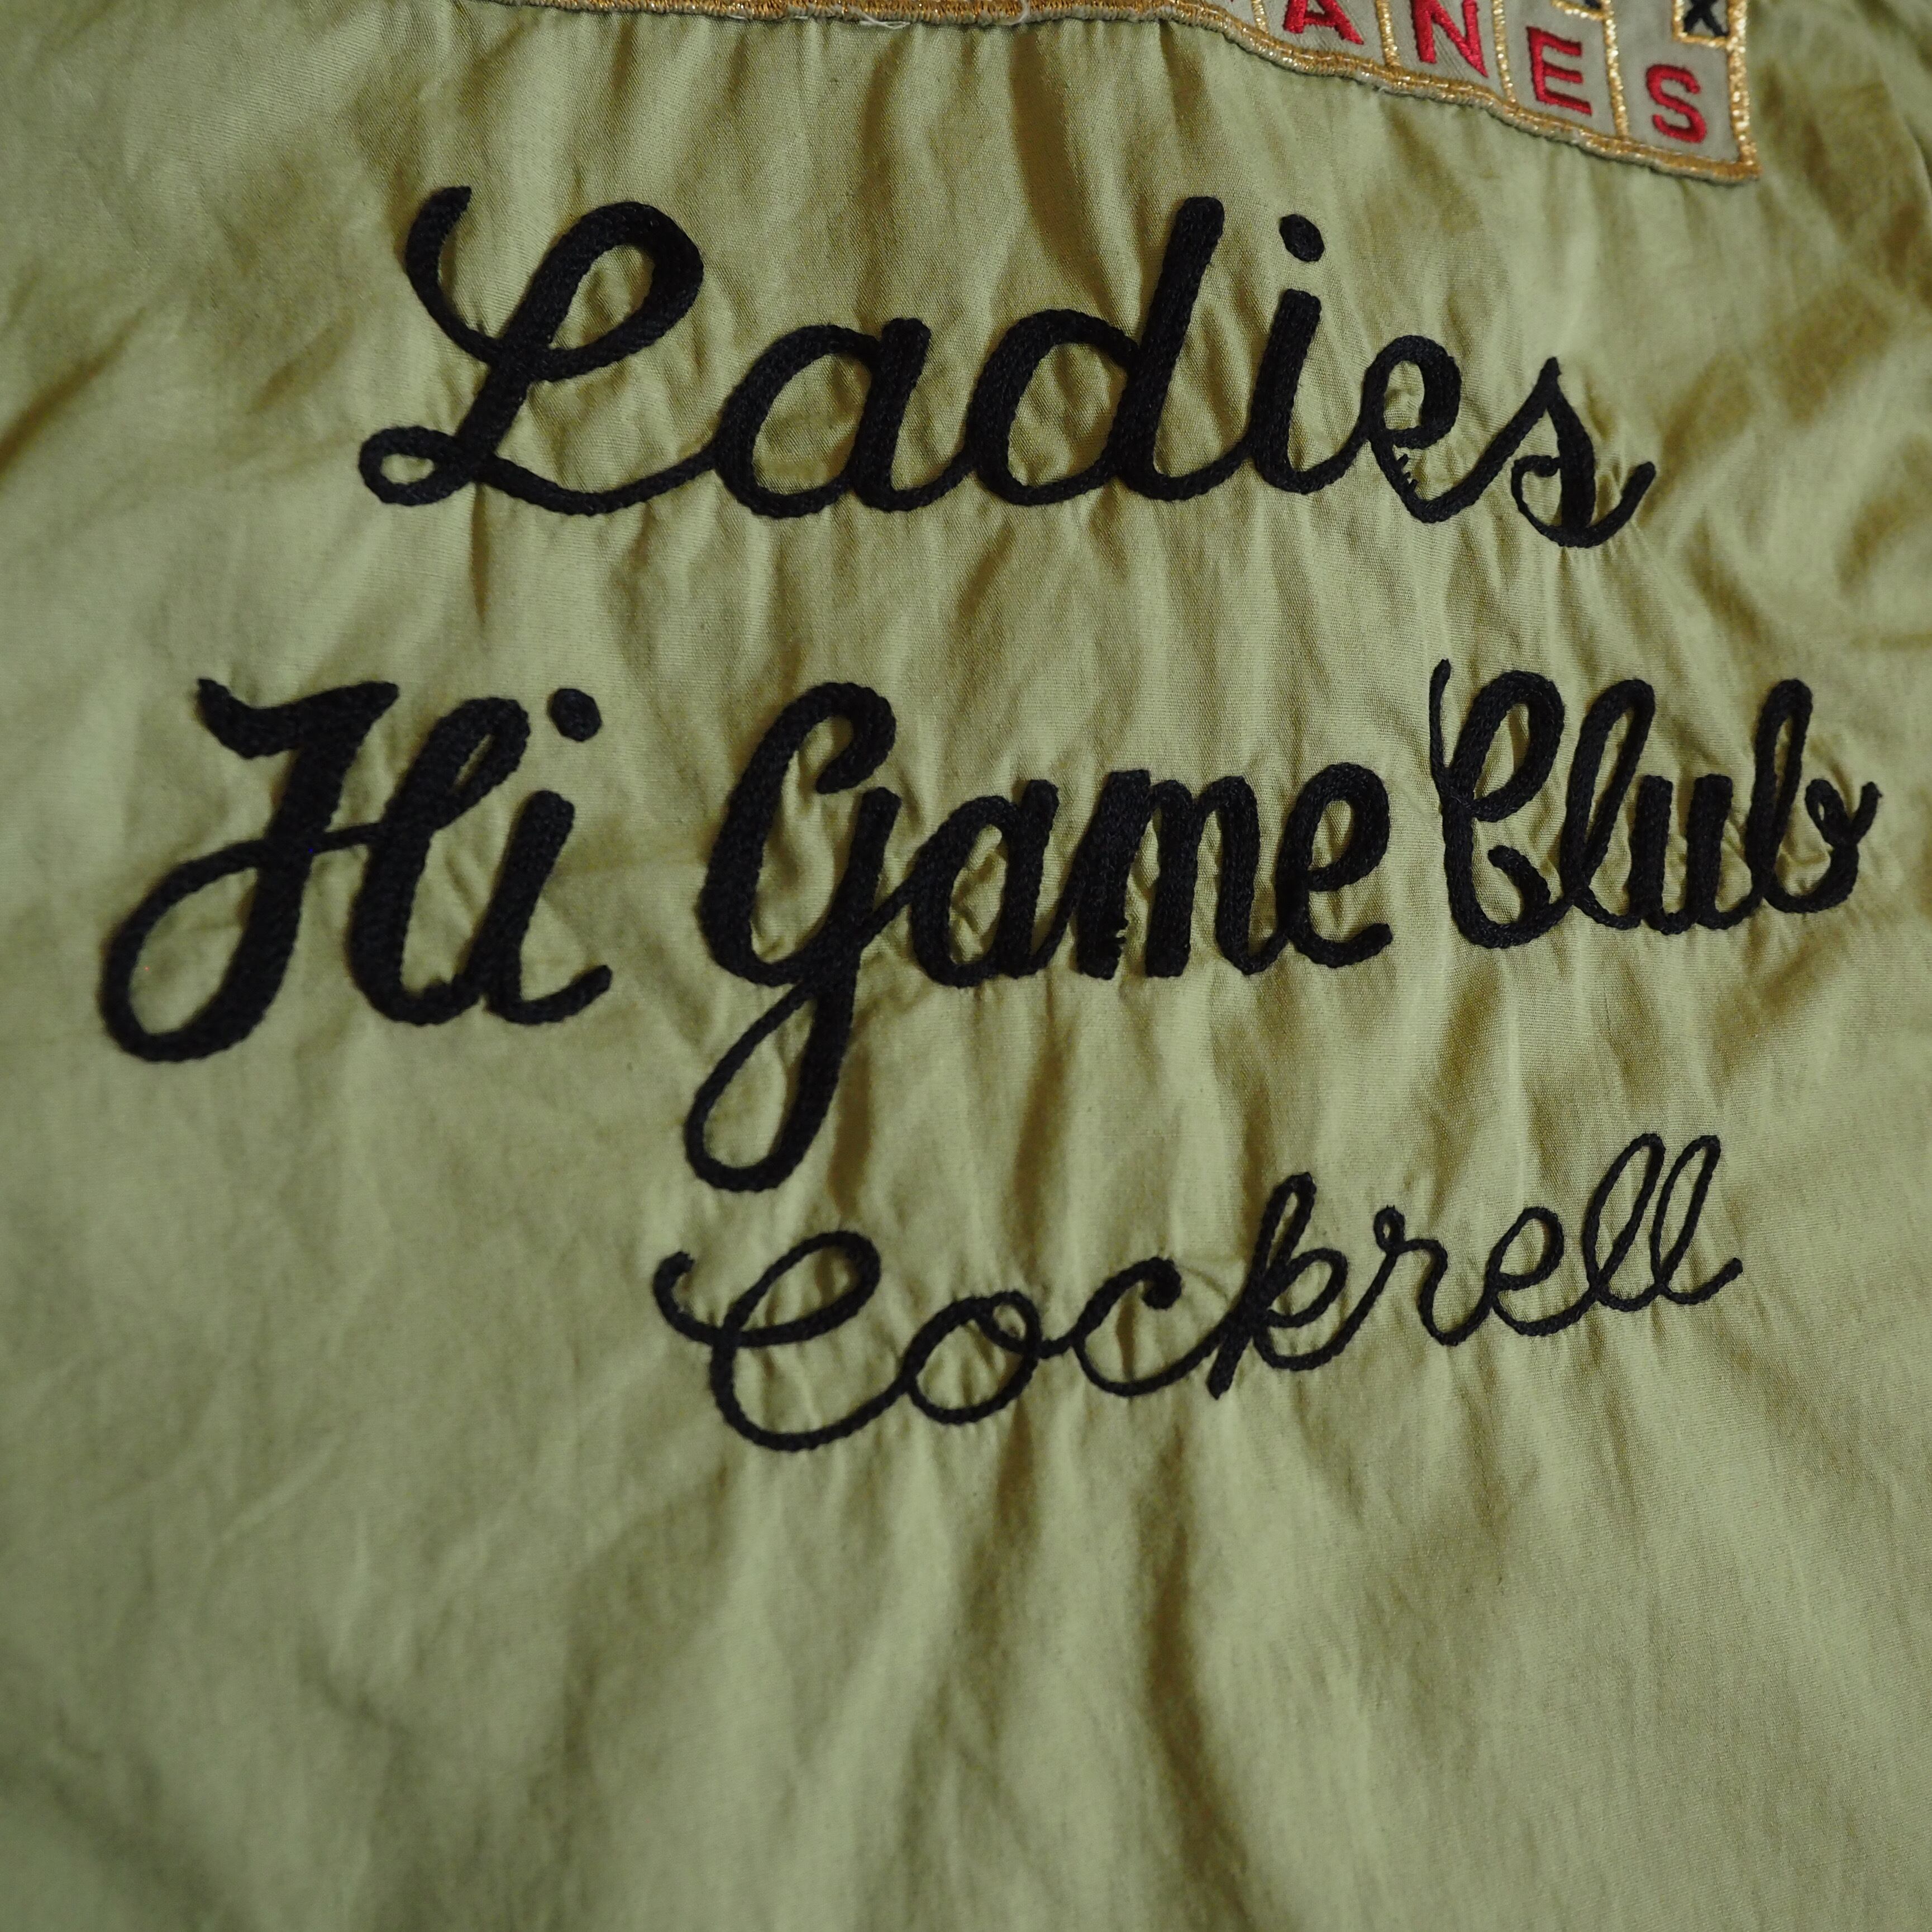 Ladies
Hi Game Club
Cockrell